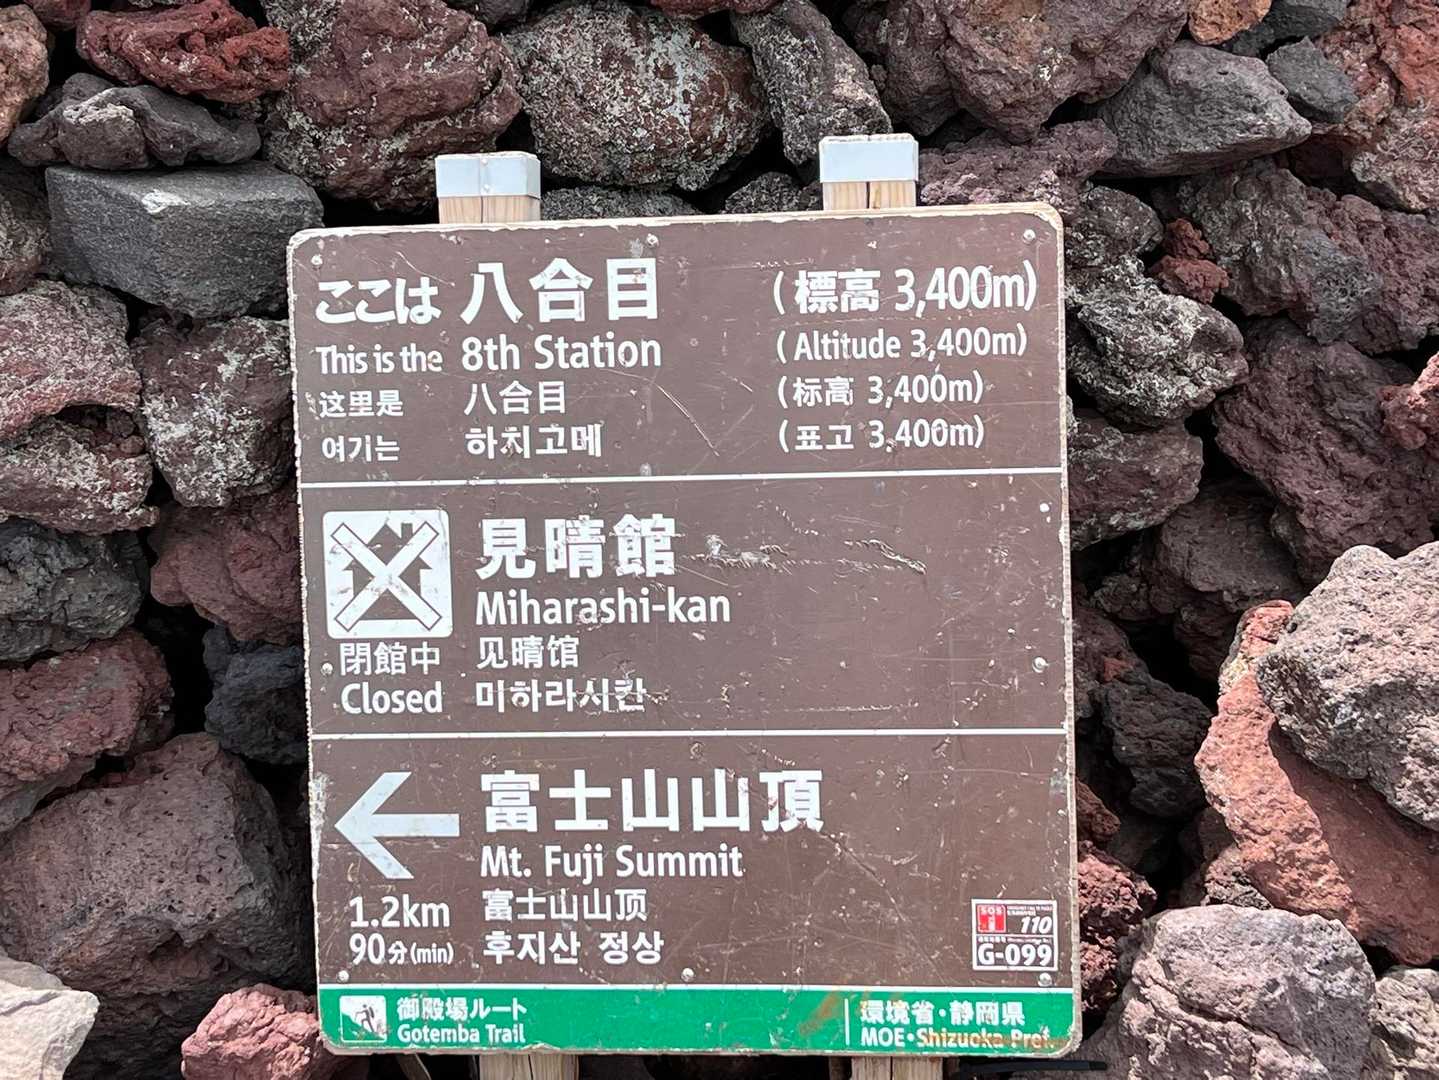 ここは 八合目 (標高 3,400m)
This is the 8th Station (Altitude 3,400m)
这里是 八合目 (标高 3,400m)
여기는 하치고메 (표고 3,400m)
見晴館
Miharashi-kan
閉館中 见晴馆
Closed 미하라시칸
富士山山頂
Mt. Fuji Summit
1.2km 富士山山顶
90分(min) 후지산 정상
SOS 110
G-099
御殿場ルート 環境省・静岡県
Gotemba Trail MOE・Shizuoka Pref.